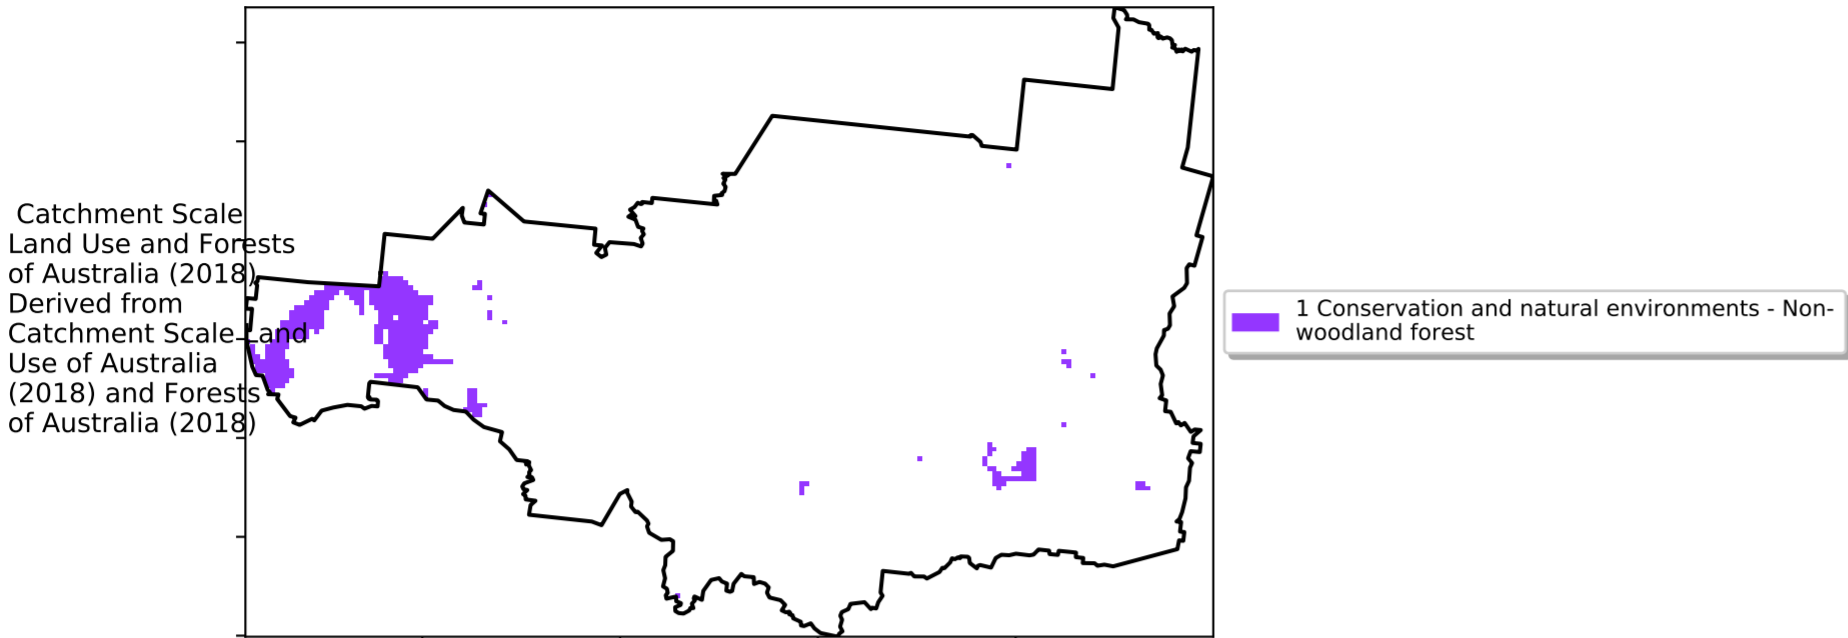 Catchment Scale
Land Use and Forests
of Australia (2018)
Derived from
Catchment Scale Land
Use of Australia
(2018) and Forests
of Australia (2018)
1 Conservation and natural environments - Non-
woodland forest